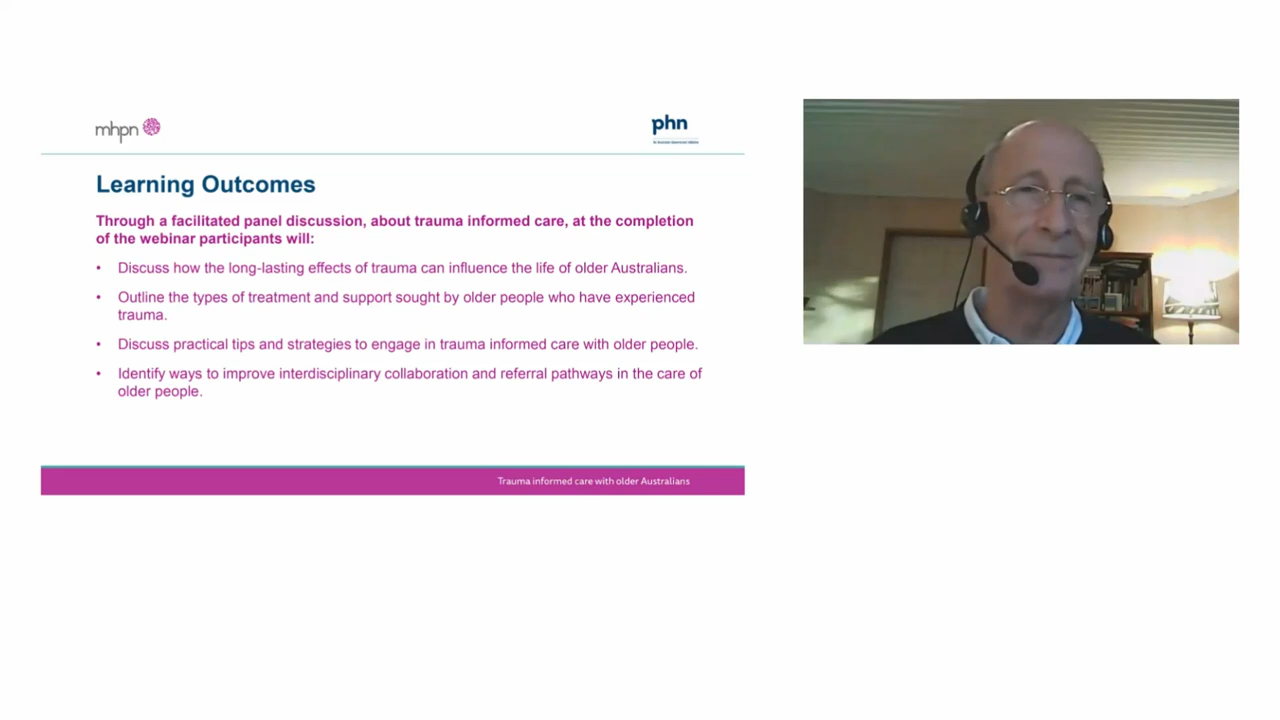 mhpn
phn
Learning Outcomes
Through a facilitated panel discussion, about trauma informed care, at the completion
of the webinar participants will:
• Discuss how the long-lasting effects of trauma can influence the life of older Australians.
• Outline the types of treatment and support sought by older people who have experienced
trauma.
• Discuss practical tips and strategies to engage in trauma informed care with older people.
• Identify ways to improve interdisciplinary collaboration and referral pathways in the care of
older people.
Trauma informed care with older Australians